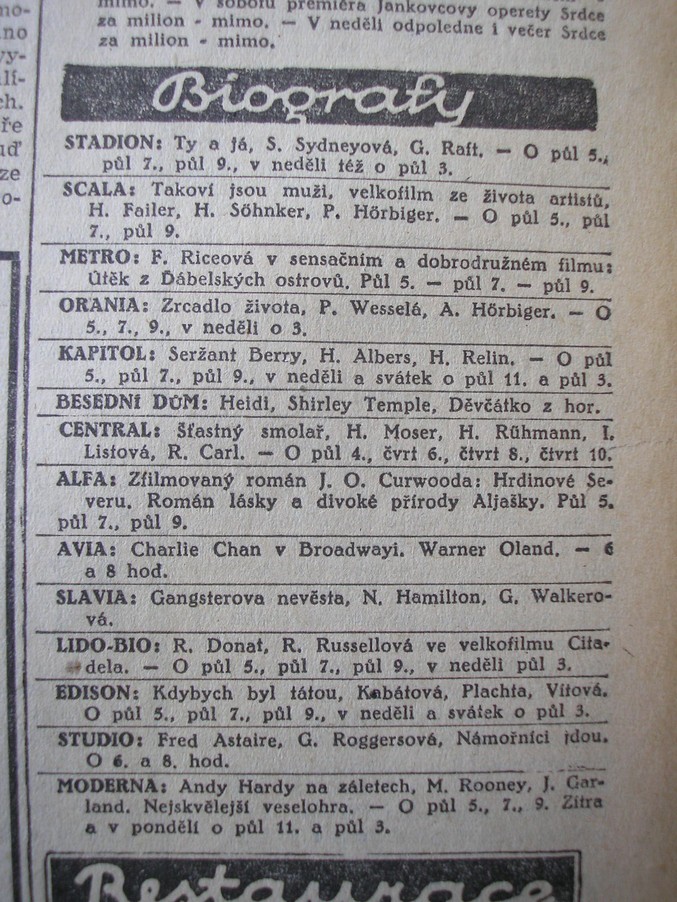 mimo. — V sobotu premiéra Jankovcovy operety Srdce
za milion - mimo. — V neděli odpoledne i večer Srdce
za milion - mimo.
Biografy
STADION: Ty a já, S. Sydneyová, G. Raft. — O půl 5.,
půl 7., půl 9., v neděli též o půl 3.
SCALA: Takoví jsou muži, velkofilm ze života artistů,
H. Failer, H. Söhnker, P. Hörbiger. — O půl 5., půl
7., půl 9.
METRO: F. Riceová v sensačním a dobrodružném filmu:
Útěk z Ďábelských ostrovů. Půl 5. — půl 7. — půl 9.
ORANIA: Zrcadlo života, P. Wesselá, A. Hörbiger. — O
5., 7., 9., v neděli o 3.
KAPITOL: Seržant Berry, H. Albers, H. Relin. — O půl
5., půl 7., půl 9., v neděli a svátek o půl 11. a půl 3.
BESEDNÍ DŮM: Heidi, Shirley Temple, Děvčátko z hor.
CENTRAL: Šťastný smolař, H. Moser, H. Rühmann, I.
Listová, R. Carl. — O půl 4., čvrt 6., čtvrt 8., čtvrt 10.
ALFA: Zfilmovaný román J. O. Curwooda: Hrdinové Se-
veru. Román lásky a divoké přírody Aljašky. Půl 5.
půl 7., půl 9.
AVIA: Charlie Chan v Broadwayi. Warner Oland. — 6
a 8 hod.
SLAVIA: Gangsterova nevěsta, N. Hamilton, G. Walkero-
vá.
LIDO-BIO: R. Donat, R. Russellová ve velkofilmu Cita-
dela. — O půl 5., půl 7., půl 9., v neděli půl 3.
EDISON: Kdybych byl tátou, Kabátová, Plachta, Vítová.
O půl 5., půl 7., půl 9., v neděli a svátek o půl 3.
STUDIO: Fred Astaire, G. Roggersová, Námořníci jdou.
O 6. a 8. hod.
MODERNA: Andy Hardy na záletech, M. Rooney, J. Gar-
land. Nejskvělejší veselohra. — O půl 5., 7., 9. Zítra
a v pondělí o půl 11. a půl 3.
Restaurace